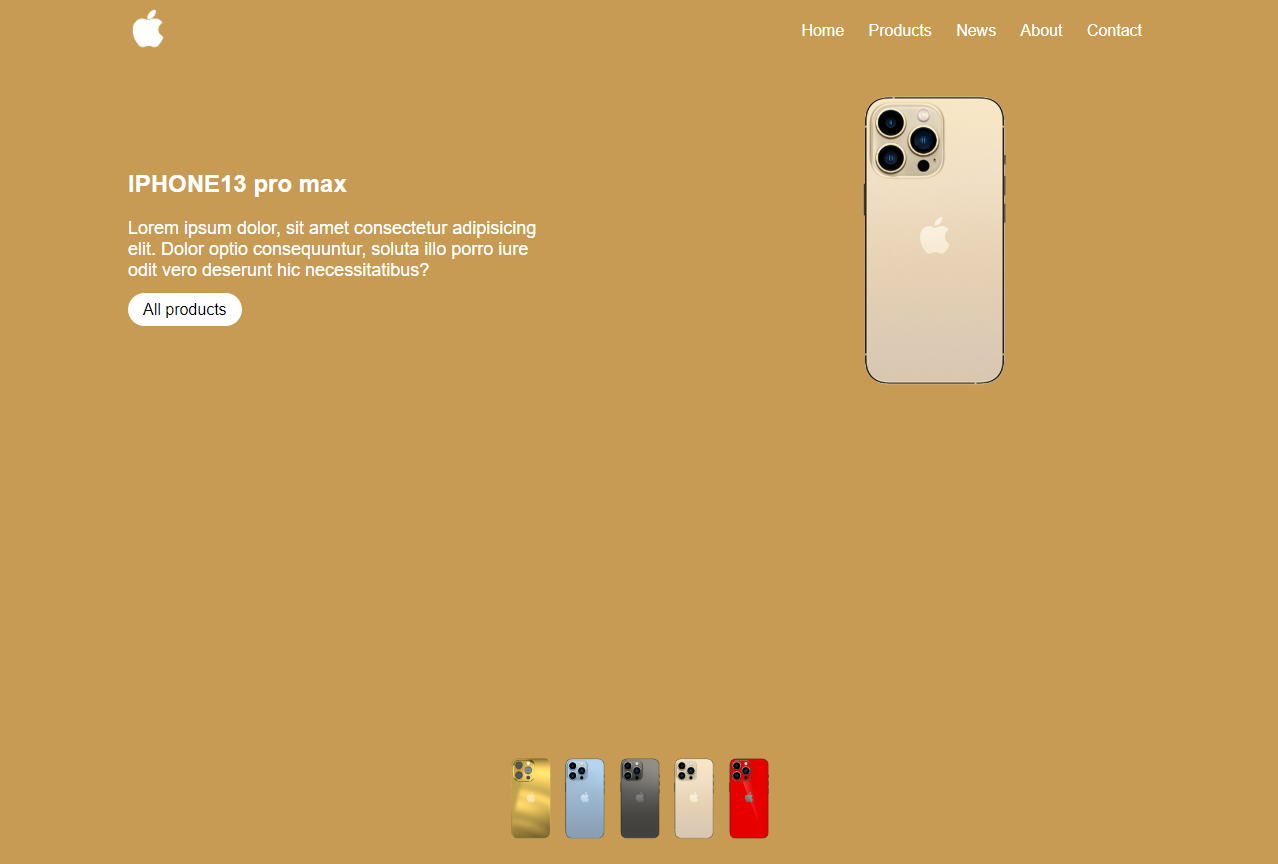 Home Products News About Contact
IPHONE13 pro max
Lorem ipsum dolor, sit amet consectetur adipisicing
elit. Dolor optio consequuntur, soluta illo porro iure
odit vero deserunt hic necessitatibus?
All products